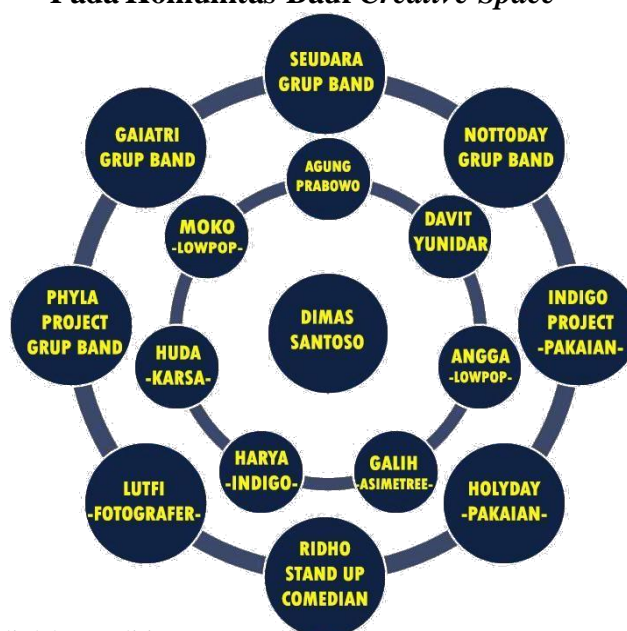 Pada Komunitas Badi Creative Space
SEUDARA
GRUP BAND
GAIATRI
GRUP BAND
NOTTODAY
GRUP BAND
AGUNG
PRABOWO
MOKO
-LOWPOP-
DAVIT
YUNIDAR
PHYLA
PROJECT
GRUP BAND
DIMAS
SANTOSO
INDIGO
PROJECT
-PAKAIAN-
HUDA
-KARSA-
ANGGA
-LOWPOP-
HARYA
-INDIGO-
GALIH
-ASIMETREE-
LUTFI
-FOTOGRAFER-
HOLYDAY
-PAKAIAN-
RIDHO
STAND UP
COMEDIAN